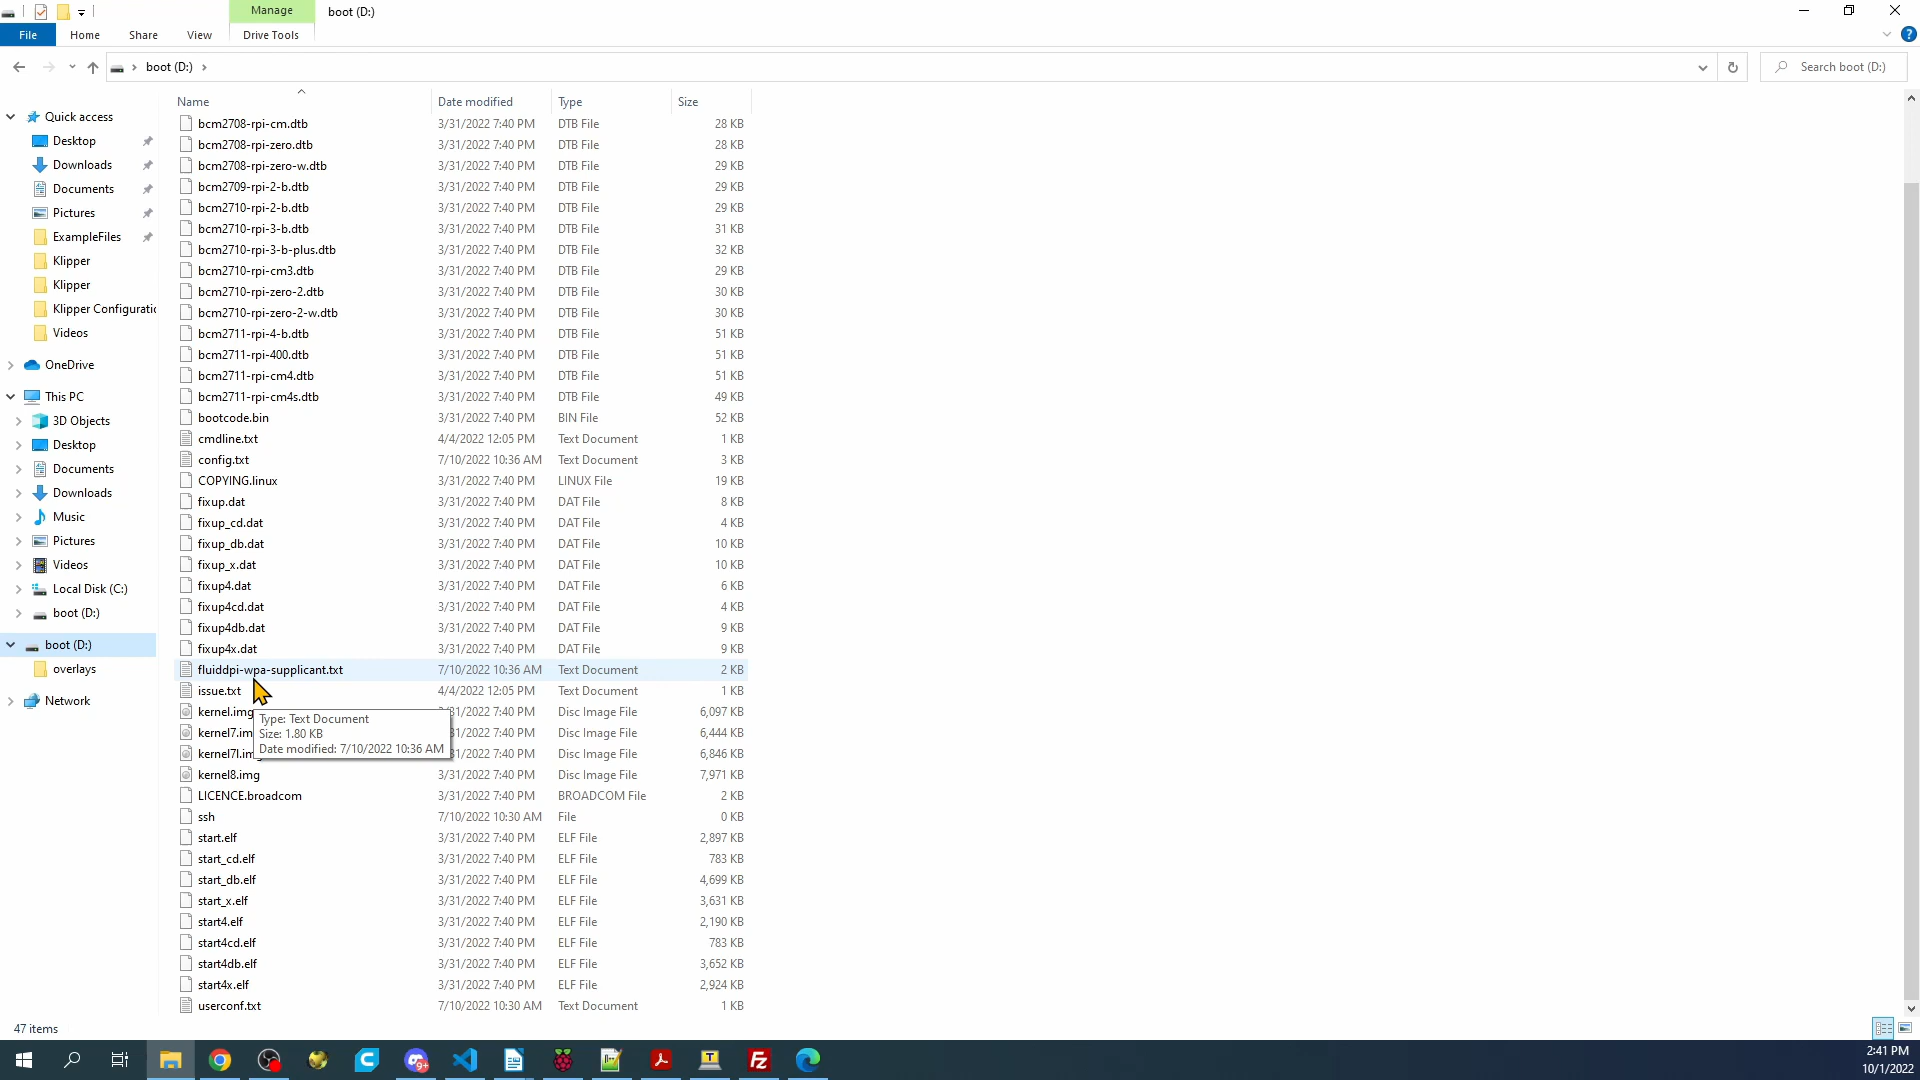 Manage
boot (D:)
File
Home
Share
View
Drive Tools
boot (D:)
Search boot (D:)
Name
Date modified
Type
Size
Quick access
Desktop
Downloads
Documents
Pictures
ExampleFiles
Klipper
Klipper
Klipper Configuratic
Videos
OneDrive
This PC
3D Objects
Desktop
Documents
Downloads
Music
Pictures
Videos
Local Disk (C:)
boot (D:)
boot (D:)
overlays
Network
bcm2708-rpi-cm.dtb 3/31/2022 7:40 PM DTB File 28 KB
bcm2708-rpi-zero.dtb 3/31/2022 7:40 PM DTB File 28 KB
bcm2708-rpi-zero-w.dtb 3/31/2022 7:40 PM DTB File 29 KB
bcm2709-rpi-2-b.dtb 3/31/2022 7:40 PM DTB File 29 KB
bcm2710-rpi-2-b.dtb 3/31/2022 7:40 PM DTB File 29 KB
bcm2710-rpi-3-b.dtb 3/31/2022 7:40 PM DTB File 31 KB
bcm2710-rpi-3-b-plus.dtb 3/31/2022 7:40 PM DTB File 32 KB
bcm2710-rpi-cm3.dtb 3/31/2022 7:40 PM DTB File 29 KB
bcm2710-rpi-zero-2.dtb 3/31/2022 7:40 PM DTB File 30 KB
bcm2710-rpi-zero-2-w.dtb 3/31/2022 7:40 PM DTB File 30 KB
bcm2711-rpi-4-b.dtb 3/31/2022 7:40 PM DTB File 51 KB
bcm2711-rpi-400.dtb 3/31/2022 7:40 PM DTB File 51 KB
bcm2711-rpi-cm4.dtb 3/31/2022 7:40 PM DTB File 51 KB
bcm2711-rpi-cm4s.dtb 3/31/2022 7:40 PM DTB File 49 KB
bootcode.bin 3/31/2022 7:40 PM BIN File 52 KB
cmdline.txt 4/4/2022 12:05 PM Text Document 1 KB
config.txt 7/10/2022 10:36 AM Text Document 3 KB
COPYING.linux 3/31/2022 7:40 PM LINUX File 19 KB
fixup.dat 3/31/2022 7:40 PM DAT File 8 KB
fixup_cd.dat 3/31/2022 7:40 PM DAT File 4 KB
fixup_db.dat 3/31/2022 7:40 PM DAT File 10 KB
fixup_x.dat 3/31/2022 7:40 PM DAT File 10 KB
fixup4.dat 3/31/2022 7:40 PM DAT File 6 KB
fixup4cd.dat 3/31/2022 7:40 PM DAT File 4 KB
fixup4db.dat 3/31/2022 7:40 PM DAT File 9 KB
fixup4x.dat 3/31/2022 7:40 PM DAT File 9 KB
fluiddpi-wpa-supplicant.txt 7/10/2022 10:36 AM Text Document 2 KB
issue.txt 4/4/2022 12:05 PM Text Document 1 KB
kernel.img 31/2022 7:40 PM Disc Image File 6,097 KB
Type: Text Document
kernel7.im 31/2022 7:40 PM Disc Image File 6,444 KB
Size: 1.80 KB
kernel7l.img 31/2022 7:40 PM Disc Image File 6,846 KB
Date modified: 7/10/2022 10:36 AM
kernel8.img 3/31/2022 7:40 PM Disc Image File 7,971 KB
LICENCE.broadcom 3/31/2022 7:40 PM BROADCOM File 2 KB
ssh 7/10/2022 10:30 AM File 0 KB
start.elf 3/31/2022 7:40 PM ELF File 2,897 KB
start_cd.elf 3/31/2022 7:40 PM ELF File 783 KB
start_db.elf 3/31/2022 7:40 PM ELF File 4,699 KB
start_x.elf 3/31/2022 7:40 PM ELF File 3,631 KB
start4.elf 3/31/2022 7:40 PM ELF File 2,190 KB
start4cd.elf 3/31/2022 7:40 PM ELF File 783 KB
start4db.elf 3/31/2022 7:40 PM ELF File 3,652 KB
start4x.elf 3/31/2022 7:40 PM ELF File 2,924 KB
userconf.txt 7/10/2022 10:30 AM Text Document 1 KB
47 items
2:41 PM
10/1/2022